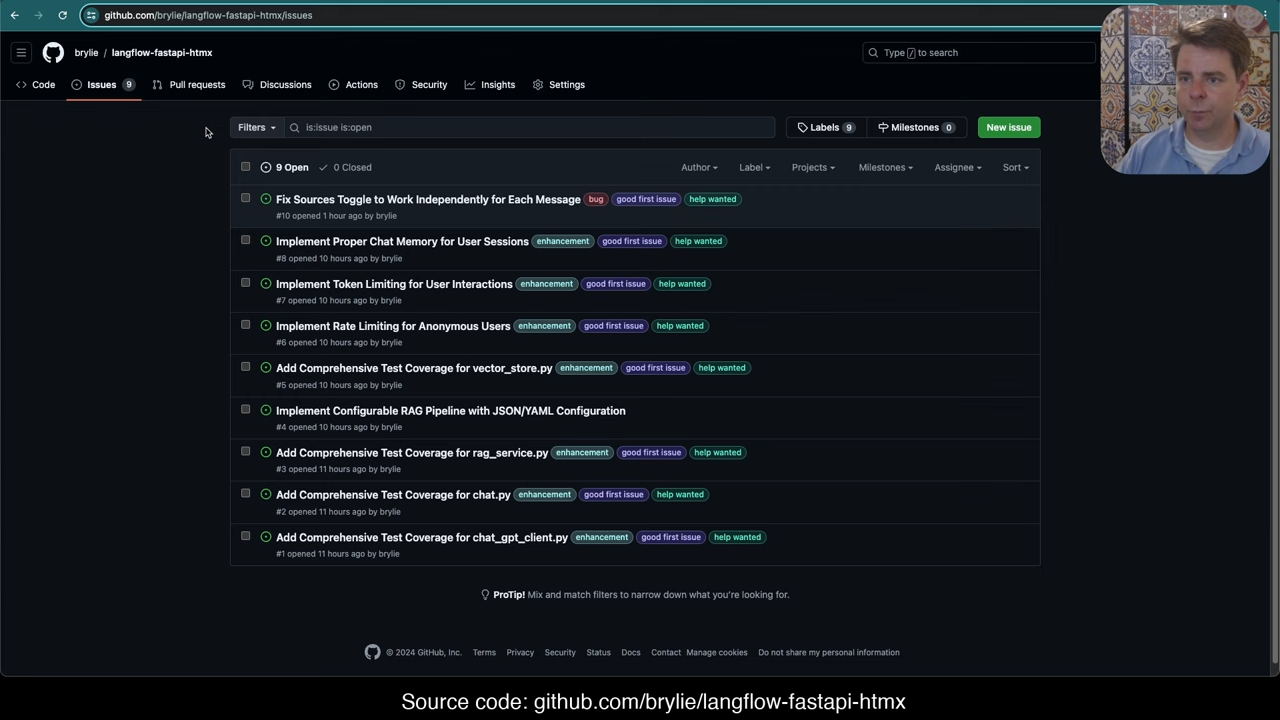 github.com/brylie/langflow-fastapi-htmx/issues
brylie / langflow-fastapi-htmx
Type / to search
Code
Issues 9
Pull requests
Discussions
Actions
Security
Insights
Settings
Filters
is:issue is:open
Labels 9
Milestones 0
New issue
9 Open
0 Closed
Author
Label
Projects
Milestones
Assignee
Sort
Fix Sources Toggle to Work Independently for Each Message bug good first issue help wanted
#10 opened 1 hour ago by brylie
Implement Proper Chat Memory for User Sessions enhancement good first issue help wanted
#8 opened 10 hours ago by brylie
Implement Token Limiting for User Interactions enhancement good first issue help wanted
#7 opened 10 hours ago by brylie
Implement Rate Limiting for Anonymous Users enhancement good first issue help wanted
#6 opened 10 hours ago by brylie
Add Comprehensive Test Coverage for vector_store.py enhancement good first issue help wanted
#5 opened 10 hours ago by brylie
Implement Configurable RAG Pipeline with JSON/YAML Configuration
#4 opened 10 hours ago by brylie
Add Comprehensive Test Coverage for rag_service.py enhancement good first issue help wanted
#3 opened 11 hours ago by brylie
Add Comprehensive Test Coverage for chat.py enhancement good first issue help wanted
#2 opened 11 hours ago by brylie
Add Comprehensive Test Coverage for chat_gpt_client.py enhancement good first issue help wanted
#1 opened 11 hours ago by brylie
ProTip! Mix and match filters to narrow down what you're looking for.
© 2024 GitHub, Inc.
Terms
Privacy
Security
Status
Docs
Contact
Manage cookies
Do not share my personal information
Source code: github.com/brylie/langflow-fastapi-htmx